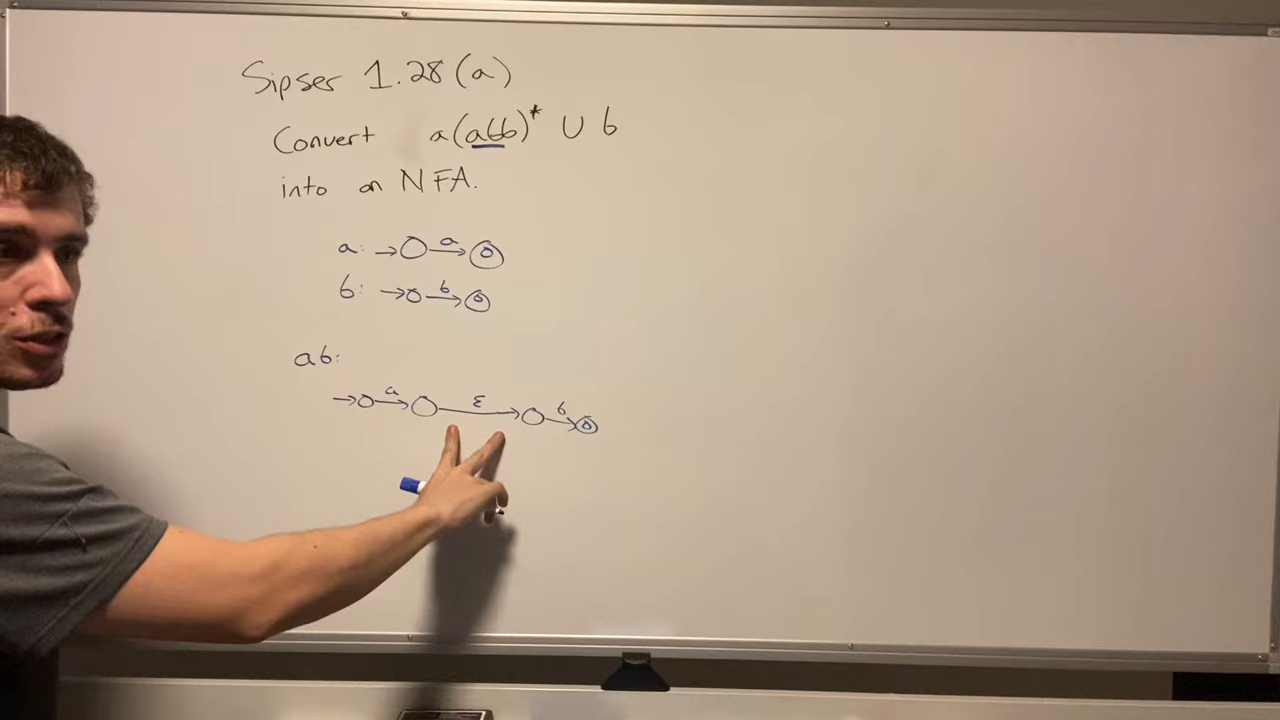 Sipser 1.28(a)
Convert a(abb)* ∪ b
into an NFA.
a: → a
b: → b
ab:
→ a ε b